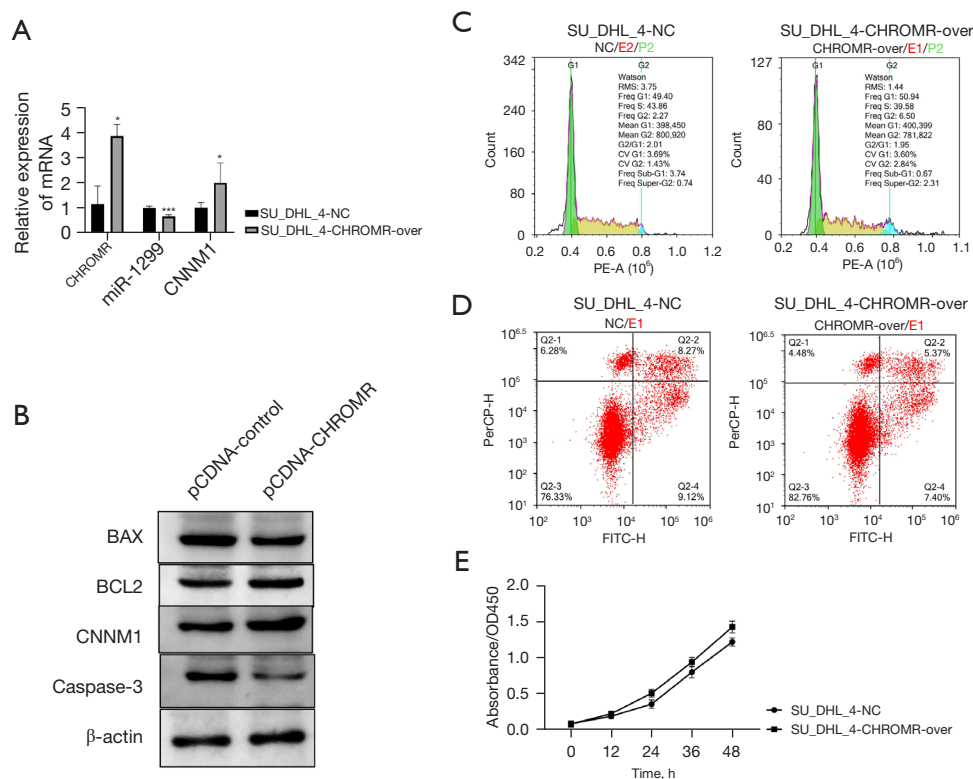 A
Relative expression
of mRNA
5
4
3
2
1
0
*
***
*
CHROMR
miR-1299
CNNM1
SU_DHL_4-NC
SU_DHL_4-CHROMR-over
B
pCDNA-control
pCDNA-CHROMR
BAX
BCL2
CNNM1
Caspase-3
β-actin
C
SU_DHL_4-NC
NC/E2/P2
342
240
160
80
0
Count
G1
G2
Watson
RMS: 3.75
Freq G1: 49.40
Freq S: 43.86
Freq G2: 2.27
Mean G1: 398,450
Mean G2: 800,920
G2/G1: 2.01
CV G1: 3.69%
CV G2: 1.43%
Freq Sub-G1: 3.74
Freq Super-G2: 0.74
0.2 0.4 0.6 0.8 1.0 1.2
PE-A (10⁶)
SU_DHL_4-CHROMR-over
CHROMR-over/E1/P2
127
90
60
30
0
Count
G1
G2
Watson
RMS: 1.44
Freq G1: 50.94
Freq S: 39.58
Freq G2: 6.50
Mean G1: 400,399
Mean G2: 781,822
G2/G1: 1.95
CV G1: 3.60%
CV G2: 2.84%
Freq Sub-G1: 0.67
Freq Super-G2: 2.31
0.2 0.4 0.6 0.8 1.0 1.1
PE-A (10⁶)
D
SU_DHL_4-NC
NC/E1
10⁶·⁵
10⁵
10⁴
10³
10²
10¹
PerCP-H
Q2-1
6.28%
Q2-2
8.27%
Q2-3
76.33%
Q2-4
9.12%
10² 10³ 10⁴ 10⁵ 10⁶
FITC-H
SU_DHL_4-CHROMR-over
CHROMR-over/E1
10⁶·⁵
10⁵
10⁴
10³
10²
10¹
PerCP-H
Q2-1
4.48%
Q2-2
5.37%
Q2-3
82.76%
Q2-4
7.40%
10² 10³ 10⁴ 10⁵ 10⁶
FITC-H
E
Absorbance/OD450
2.0
1.5
1.0
0.5
0.0
0 12 24 36 48
Time, h
SU_DHL_4-NC
SU_DHL_4-CHROMR-over